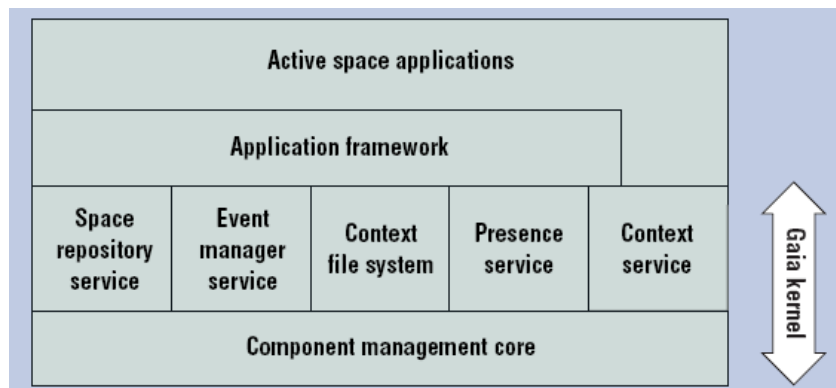 Active space applications
Application framework
Space
repository
service
Event
manager
service
Context
file system
Presence
service
Context
service
Gaia kernel
Component management core